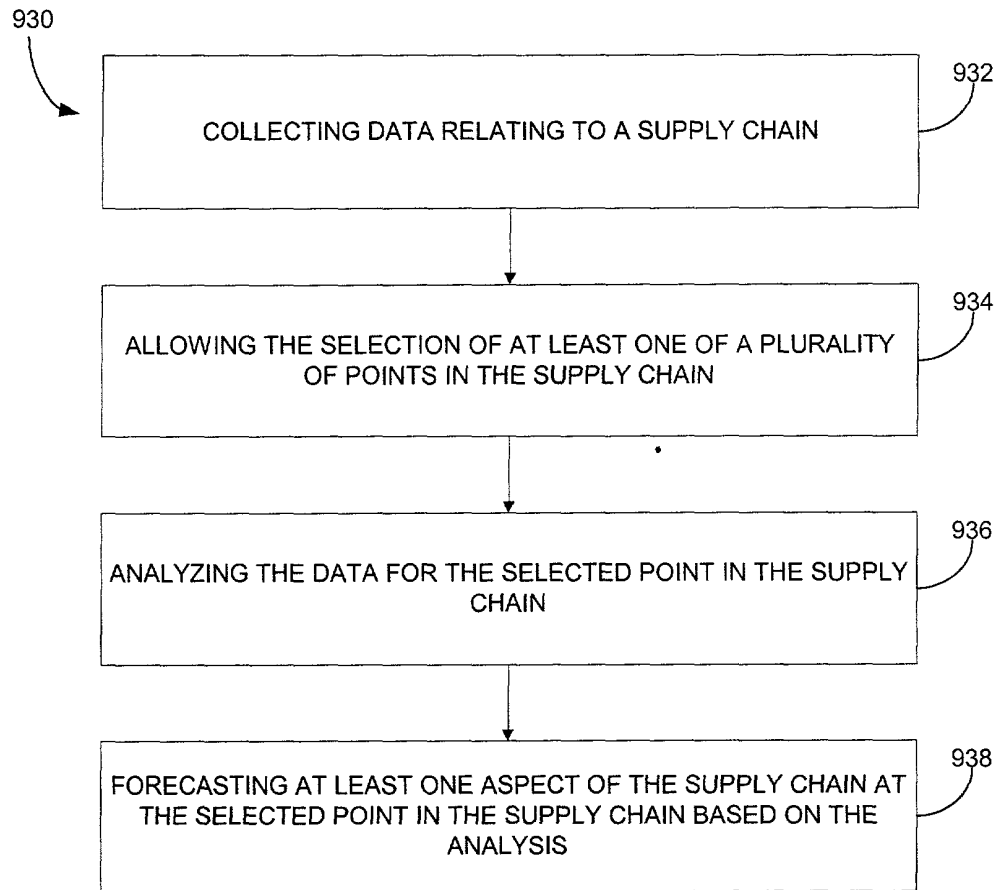 930
932
COLLECTING DATA RELATING TO A SUPPLY CHAIN
934
ALLOWING THE SELECTION OF AT LEAST ONE OF A PLURALITY
OF POINTS IN THE SUPPLY CHAIN
936
ANALYZING THE DATA FOR THE SELECTED POINT IN THE SUPPLY
CHAIN
938
FORECASTING AT LEAST ONE ASPECT OF THE SUPPLY CHAIN AT
THE SELECTED POINT IN THE SUPPLY CHAIN BASED ON THE
ANALYSIS